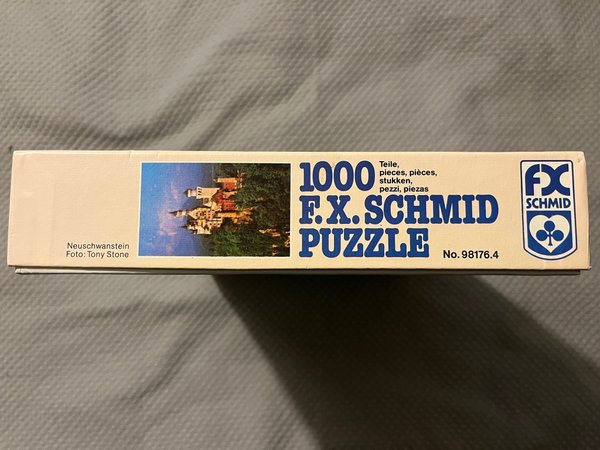 Neuschwanstein
Foto: Tony Stone
1000
Teile,
pieces, pièces,
stukken,
pezzi, piezas
F.X. SCHMID
PUZZLE
No. 98176.4
FX
SCHMID